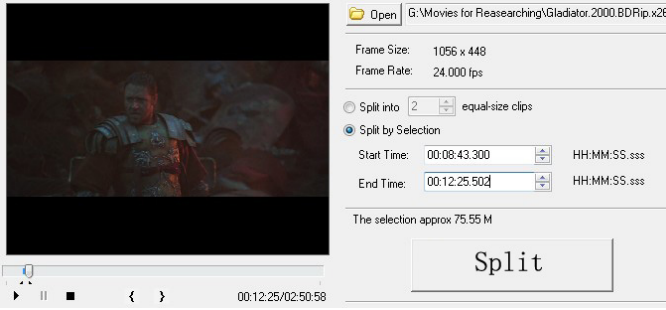 Open G:\Movies for Reasearching\Gladiator.2000.BDRip.x26
Frame Size: 1056 x 448
Frame Rate: 24.000 fps
Split into 2 equal-size clips
Split by Selection
Start Time: 00:08:43.300 HH:MM:SS.sss
End Time: 00:12:25.502 HH:MM:SS.sss
The selection approx 75.55 M
Split
{ } 00:12:25/02:50:58